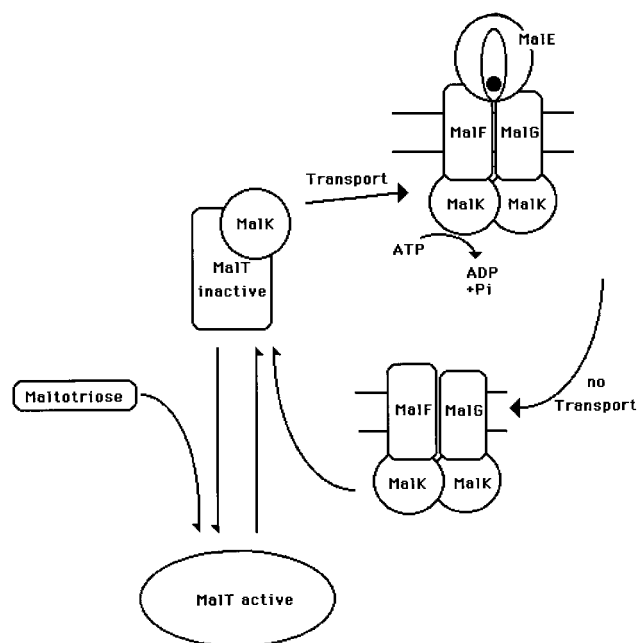 MalE
MalF
MalG
Transport
MalK
MalK
MalK
ATP
MalT
inactive
ADP
+Pi
no
Transport
Maltotriose
MalF
MalG
MalK
MalK
MalT active